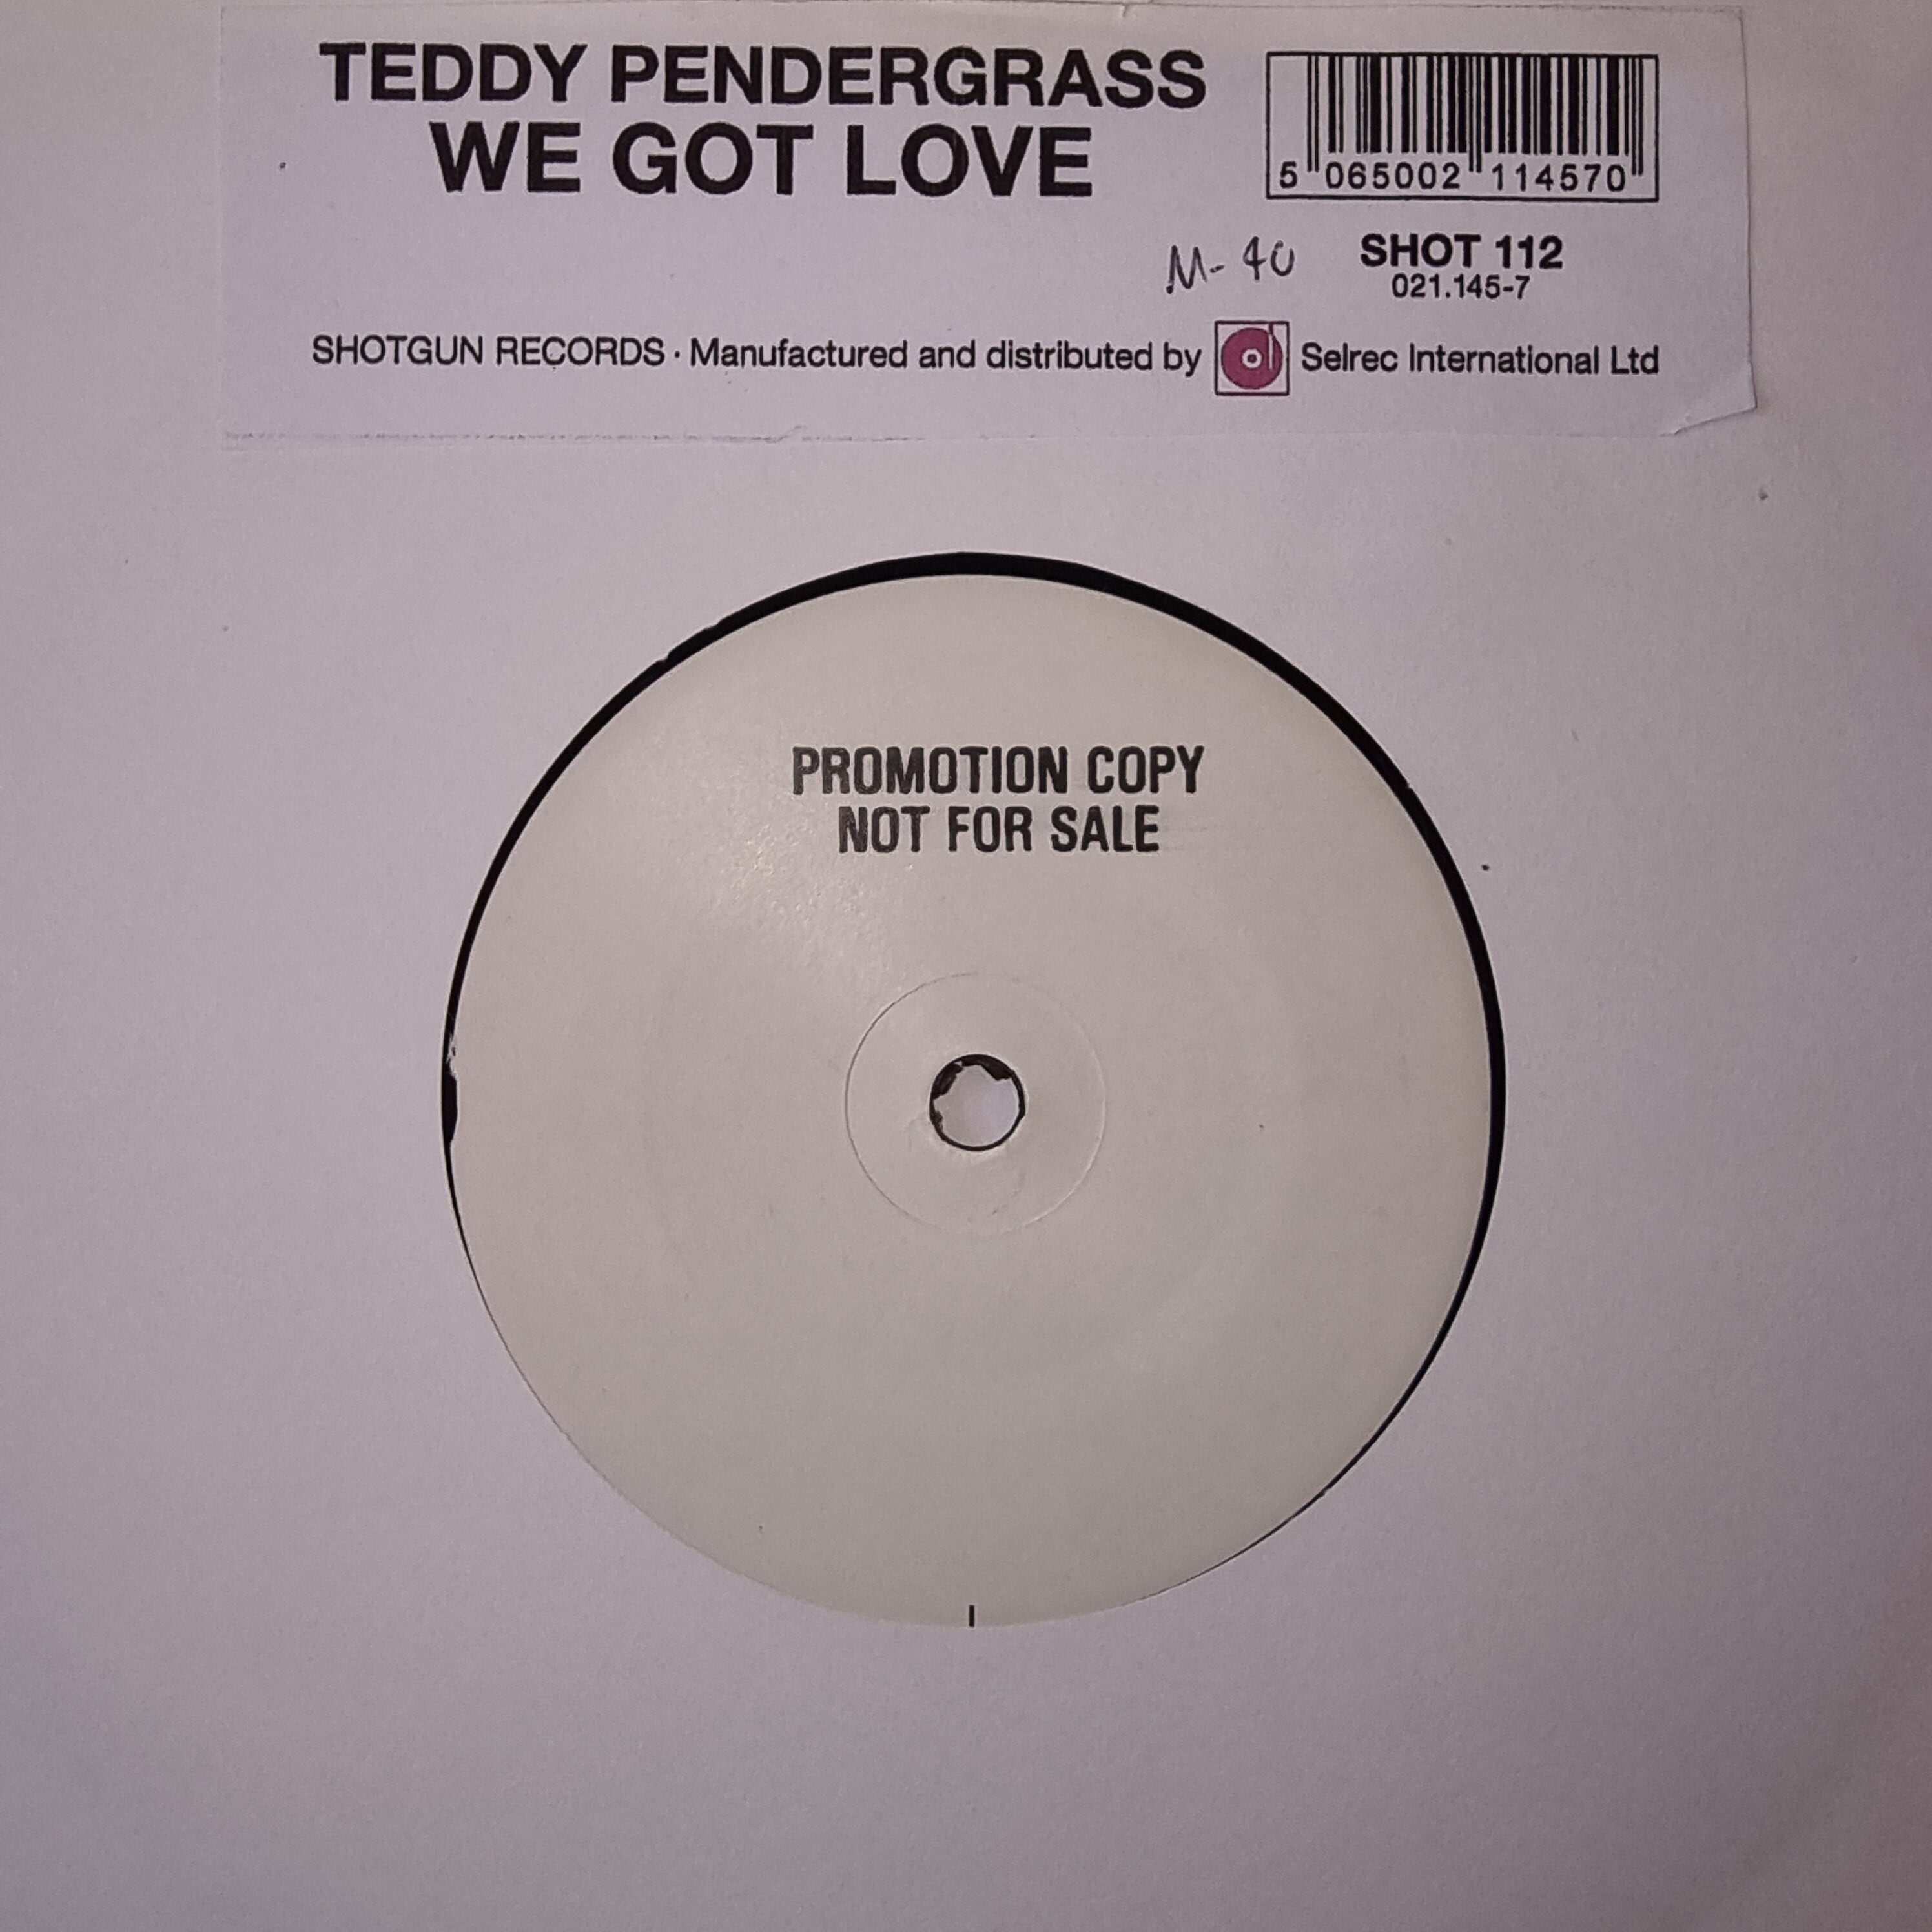 TEDDY PENDERGRASS
WE GOT LOVE
5 065002 114570
M- 40
SHOT 112
021.145-7
SHOTGUN RECORDS · Manufactured and distributed by Selrec International Ltd
PROMOTION COPY
NOT FOR SALE